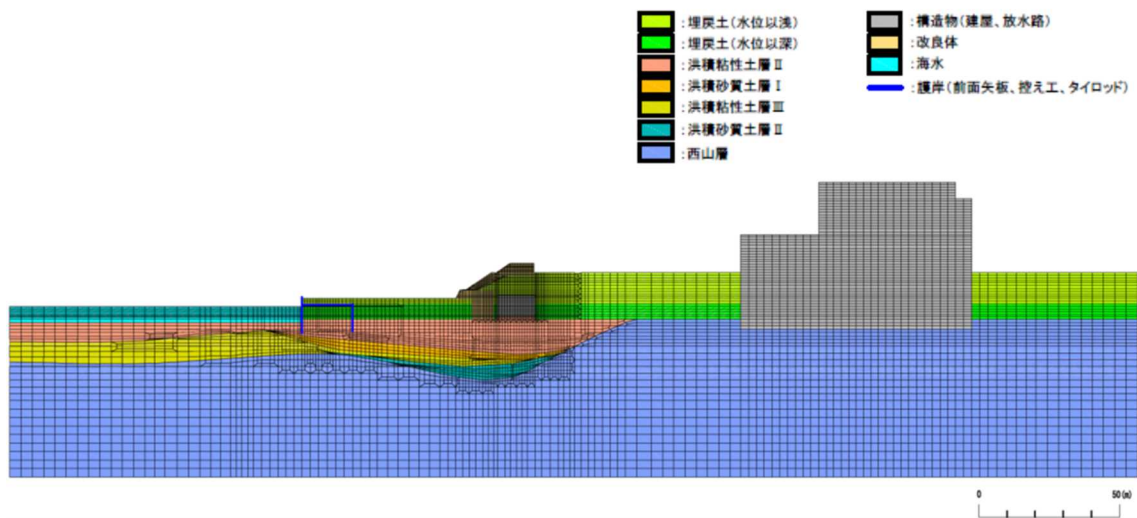 ：埋戻土(水位以浅)
：埋戻土(水位以深)
：洪積粘性土層Ⅱ
：洪積砂質土層Ⅰ
：洪積粘性土層Ⅲ
：洪積砂質土層Ⅱ
：西山層
：構造物(建屋、放水路)
：改良体
：海水
：護岸(前面矢板、控え工、タイロッド)
0 50(m)